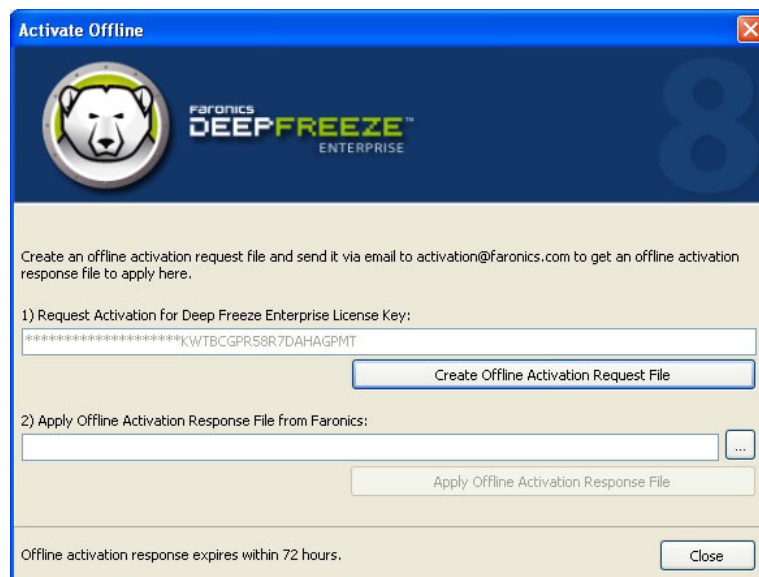 Activate Offline
FARONICS
DEEPFREEZE™
ENTERPRISE
8
Create an offline activation request file and send it via email to activation@faronics.com to get an offline activation
response file to apply here.
1) Request Activation for Deep Freeze Enterprise License Key:
*********************KWTBCGPR58R7DAHAGPMT
Create Offline Activation Request File
2) Apply Offline Activation Response File from Faronics:
...
Apply Offline Activation Response File
Offline activation response expires within 72 hours.
Close